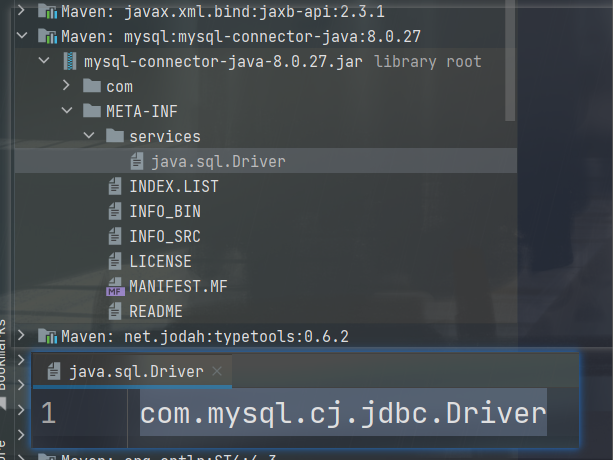 Maven: javax.xml.bind:jaxb-api:2.3.1
Maven: mysql:mysql-connector-java:8.0.27
mysql-connector-java-8.0.27.jar library root
com
META-INF
services
java.sql.Driver
INDEX.LIST
INFO_BIN
INFO_SRC
LICENSE
MF MANIFEST.MF
README
Maven: net.jodah:typetools:0.6.2
Bookmarks
java.sql.Driver
1 com.mysql.cj.jdbc.Driver